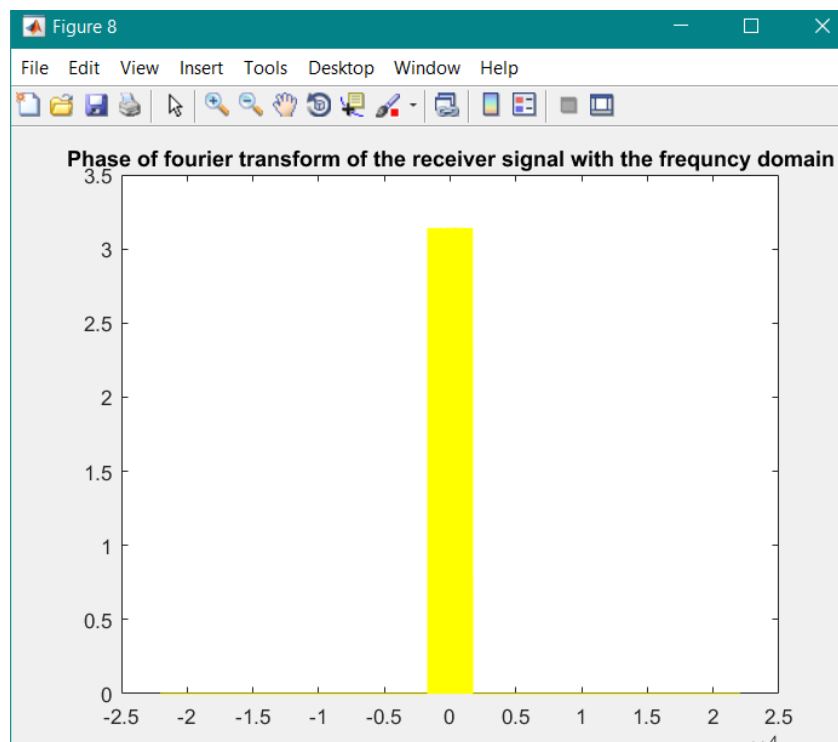 Figure 8
File Edit View Insert Tools Desktop Window Help
Phase of fourier transform of the receiver signal with the frequncy domain
3.5
3
2.5
2
1.5
1
0.5
0
-2.5 -2 -1.5 -1 -0.5 0 0.5 1 1.5 2 2.5